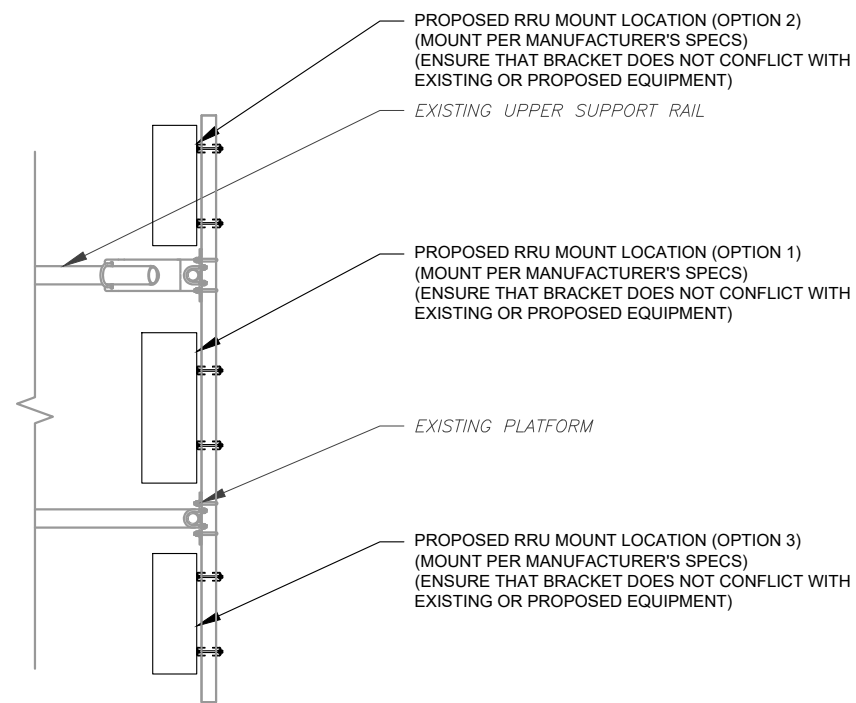 PROPOSED RRU MOUNT LOCATION (OPTION 2)
(MOUNT PER MANUFACTURER'S SPECS)
(ENSURE THAT BRACKET DOES NOT CONFLICT WITH
EXISTING OR PROPOSED EQUIPMENT)
EXISTING UPPER SUPPORT RAIL
PROPOSED RRU MOUNT LOCATION (OPTION 1)
(MOUNT PER MANUFACTURER'S SPECS)
(ENSURE THAT BRACKET DOES NOT CONFLICT WITH
EXISTING OR PROPOSED EQUIPMENT)
EXISTING PLATFORM
PROPOSED RRU MOUNT LOCATION (OPTION 3)
(MOUNT PER MANUFACTURER'S SPECS)
(ENSURE THAT BRACKET DOES NOT CONFLICT WITH
EXISTING OR PROPOSED EQUIPMENT)